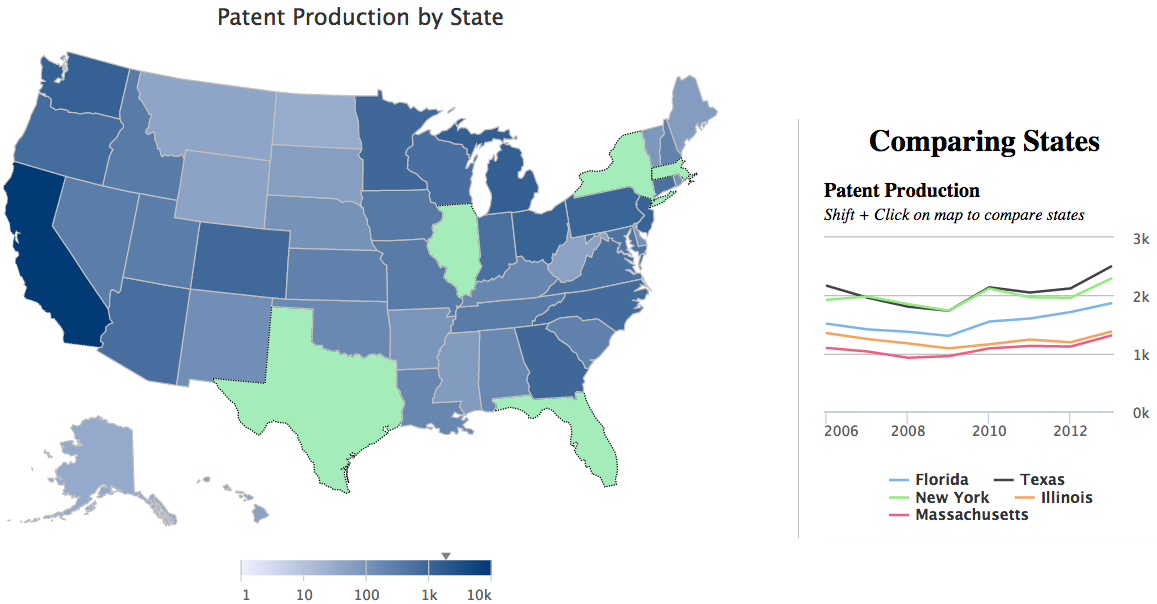 Patent Production by State
1 10 100 1k 10k
Comparing States
Patent Production
Shift + Click on map to compare states
3k
2k
1k
0k
2006 2008 2010 2012
Florida Texas
New York Illinois
Massachusetts